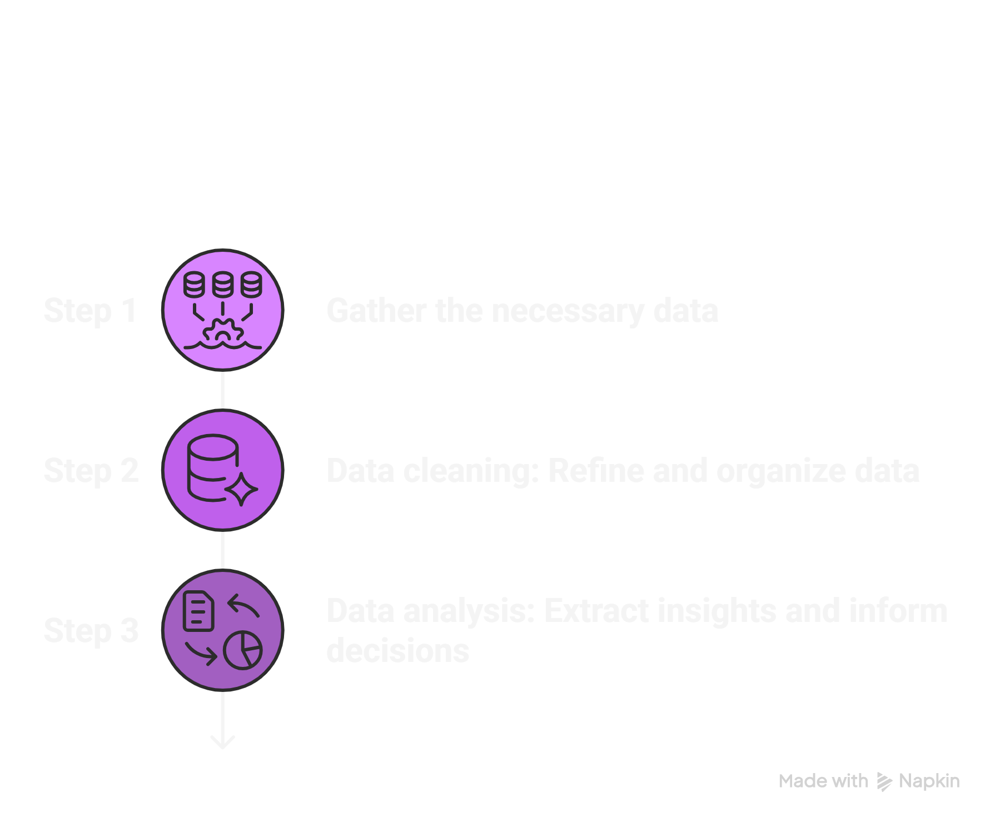 Step 1
Gather the necessary data
Step 2
Data cleaning: Refine and organize data
Step 3
Data analysis: Extract insights and inform
decisions
Made with Napkin